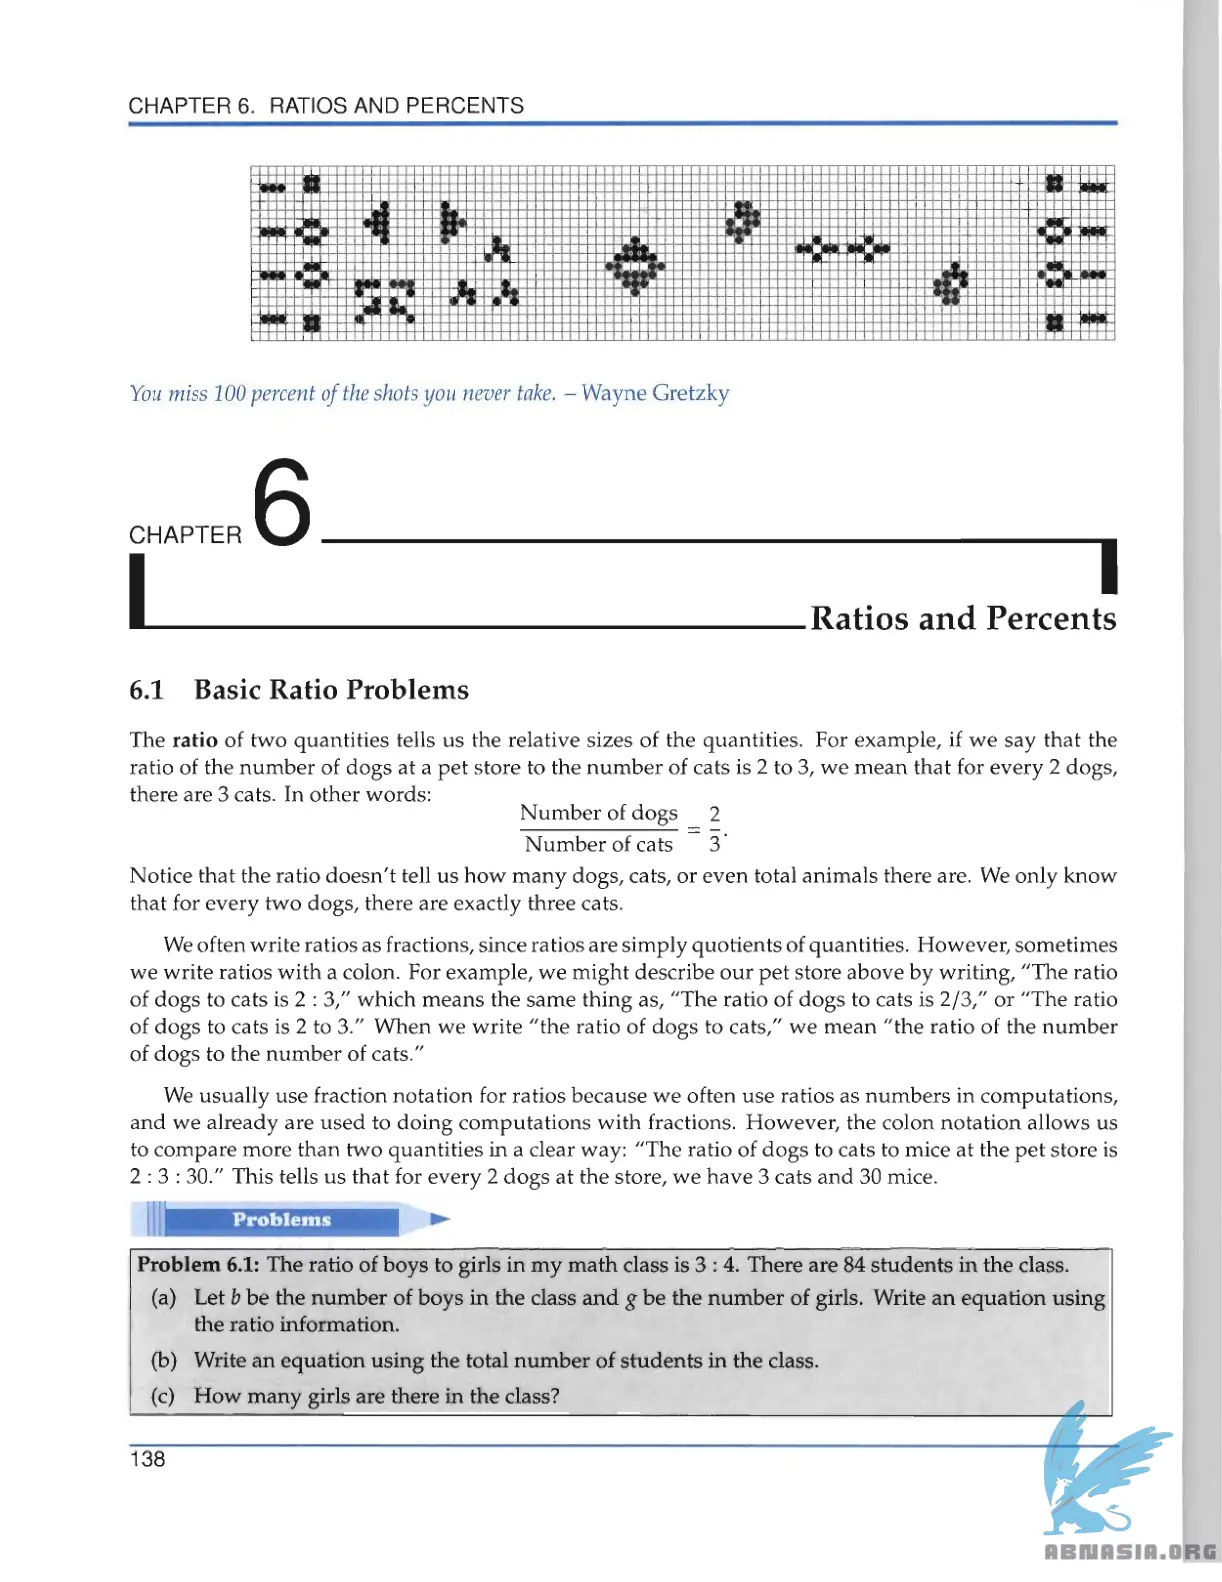 CHAPTER 6. RATIOS AND PERCENTS
You miss 100 percent of the shots you never take. – Wayne Gretzky
CHAPTER 6
Ratios and Percents
6.1 Basic Ratio Problems
The ratio of two quantities tells us the relative sizes of the quantities. For example, if we say that the
ratio of the number of dogs at a pet store to the number of cats is 2 to 3, we mean that for every 2 dogs,
there are 3 cats. In other words:
Number of dogs / Number of cats = 2/3.
Notice that the ratio doesn't tell us how many dogs, cats, or even total animals there are. We only know
that for every two dogs, there are exactly three cats.
We often write ratios as fractions, since ratios are simply quotients of quantities. However, sometimes
we write ratios with a colon. For example, we might describe our pet store above by writing, "The ratio
of dogs to cats is 2 : 3," which means the same thing as, "The ratio of dogs to cats is 2/3," or "The ratio
of dogs to cats is 2 to 3." When we write "the ratio of dogs to cats," we mean "the ratio of the number
of dogs to the number of cats."
We usually use fraction notation for ratios because we often use ratios as numbers in computations,
and we already are used to doing computations with fractions. However, the colon notation allows us
to compare more than two quantities in a clear way: "The ratio of dogs to cats to mice at the pet store is
2 : 3 : 30." This tells us that for every 2 dogs at the store, we have 3 cats and 30 mice.
Problems
Problem 6.1: The ratio of boys to girls in my math class is 3 : 4. There are 84 students in the class.
(a) Let b be the number of boys in the class and g be the number of girls. Write an equation using
the ratio information.
(b) Write an equation using the total number of students in the class.
(c) How many girls are there in the class?
138
ABNASIA.ORG